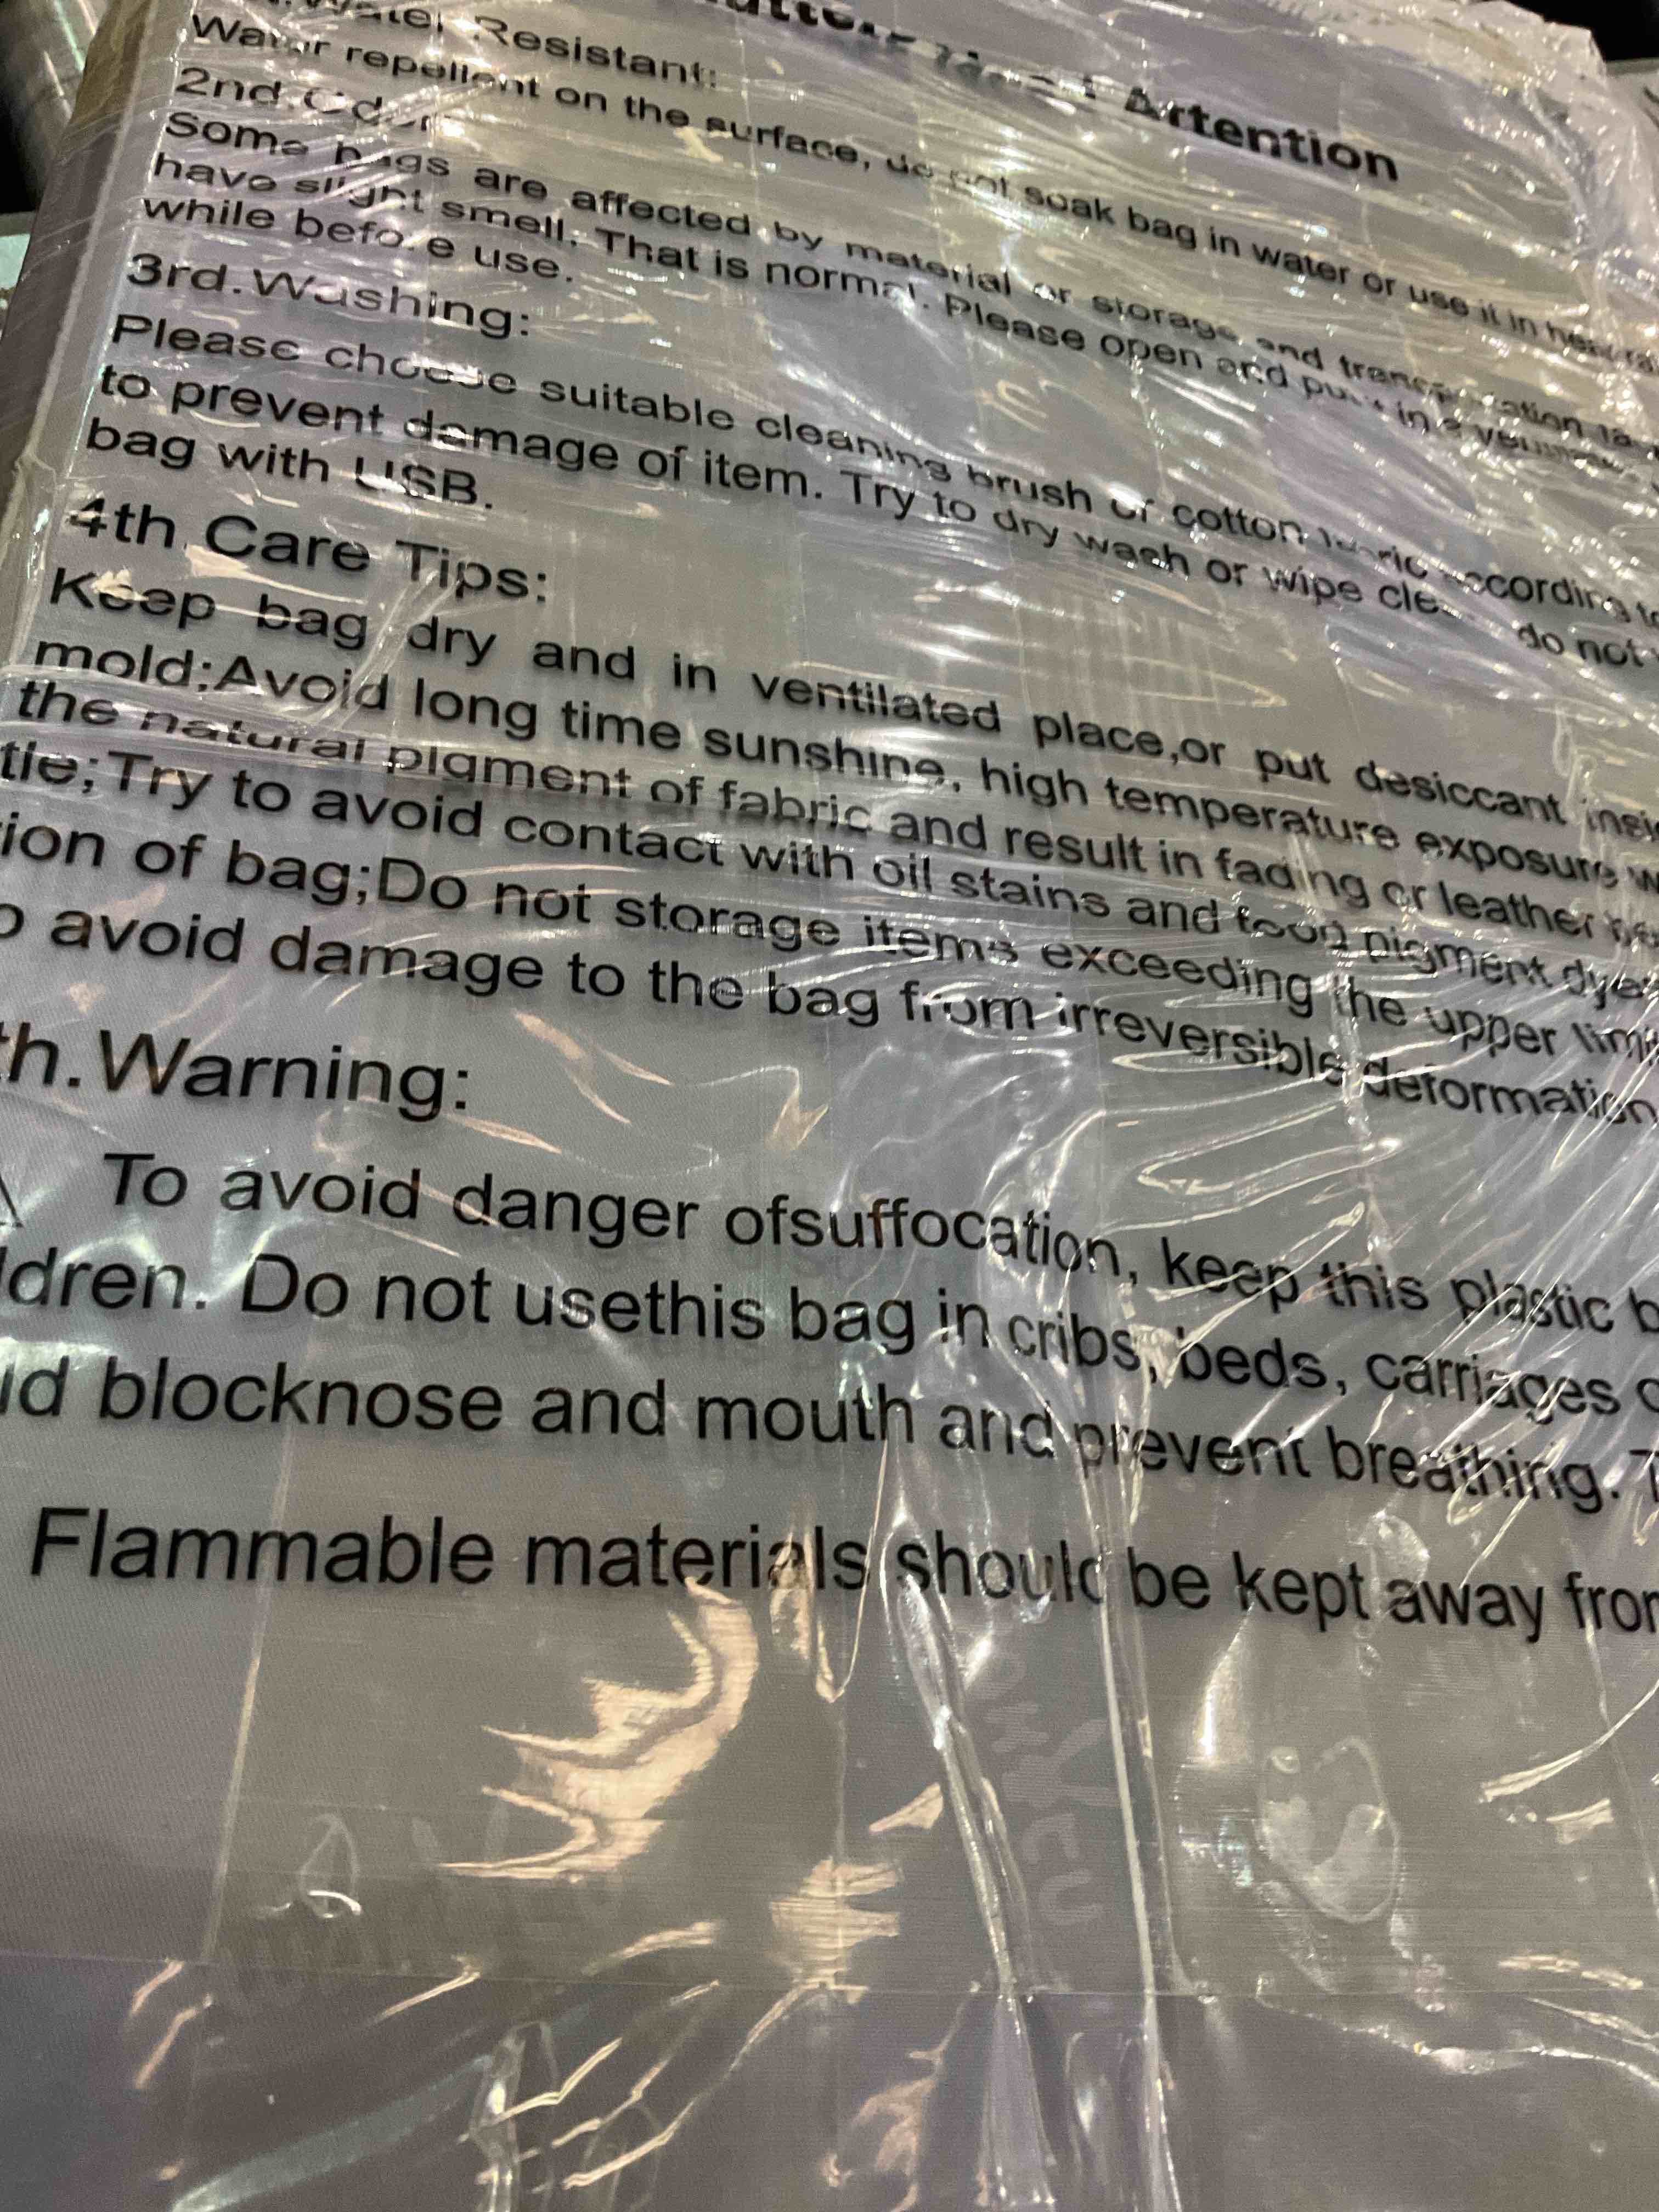 Attention
Water Resistant:
Water repellent on the surface, do not soak bag in water or use it in
2nd.Odor
Some bags are affected by material or storage and
have slight smell. That is normal. Please open and put in a
while before use.
3rd.Washing:
Please choose suitable cleaning brush or cotton fabric according to
to prevent damage of item. Try to dry wash or wipe do not
bag with USB.
4th.Care Tips:
Keep bag dry and in ventilated place,or put desiccant
mold;Avoid long time sunshine, high temperature exposure
the natural pigment of fabric and result in fading or leather
tle;Try to avoid contact with oil stains and food pigment
ion of bag;Do not storage items exceeding the upper
avoid damage to the bag from irreversible deformation
th.Warning:
To avoid danger ofsuffocation, keep this plastic
ldren. Do not usethis bag in cribs, beds, carriages
blocknose and mouth and prevent breathing.
Flammable materials should be kept away